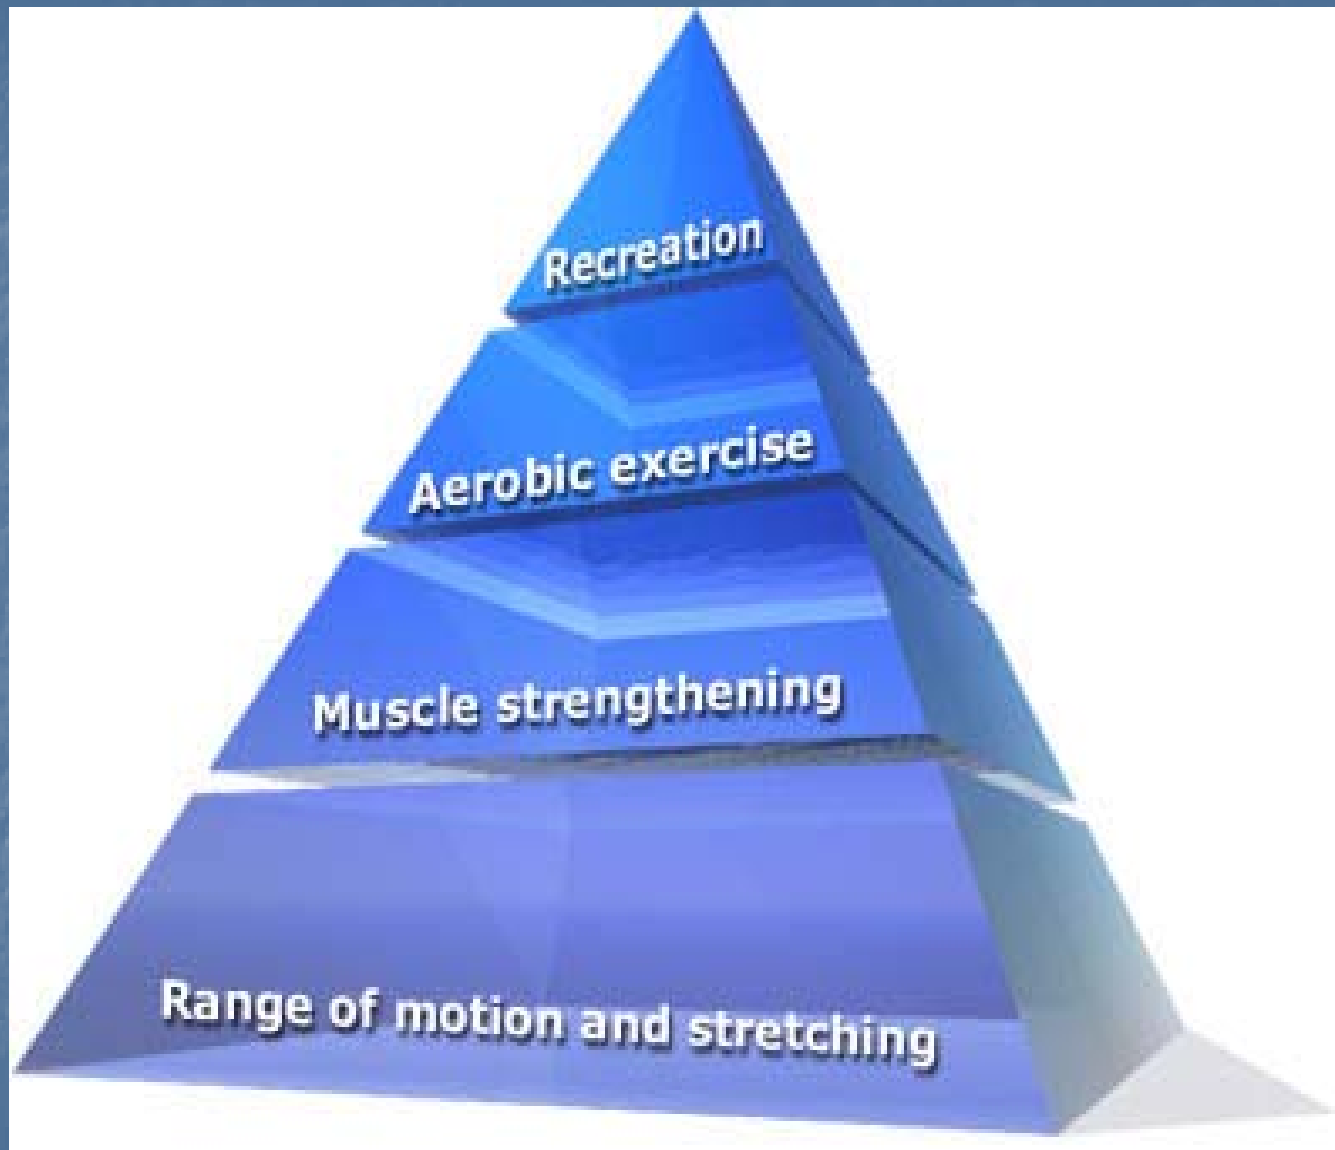 Recreation
Aerobic exercise
Muscle strengthening
Range of motion and stretching